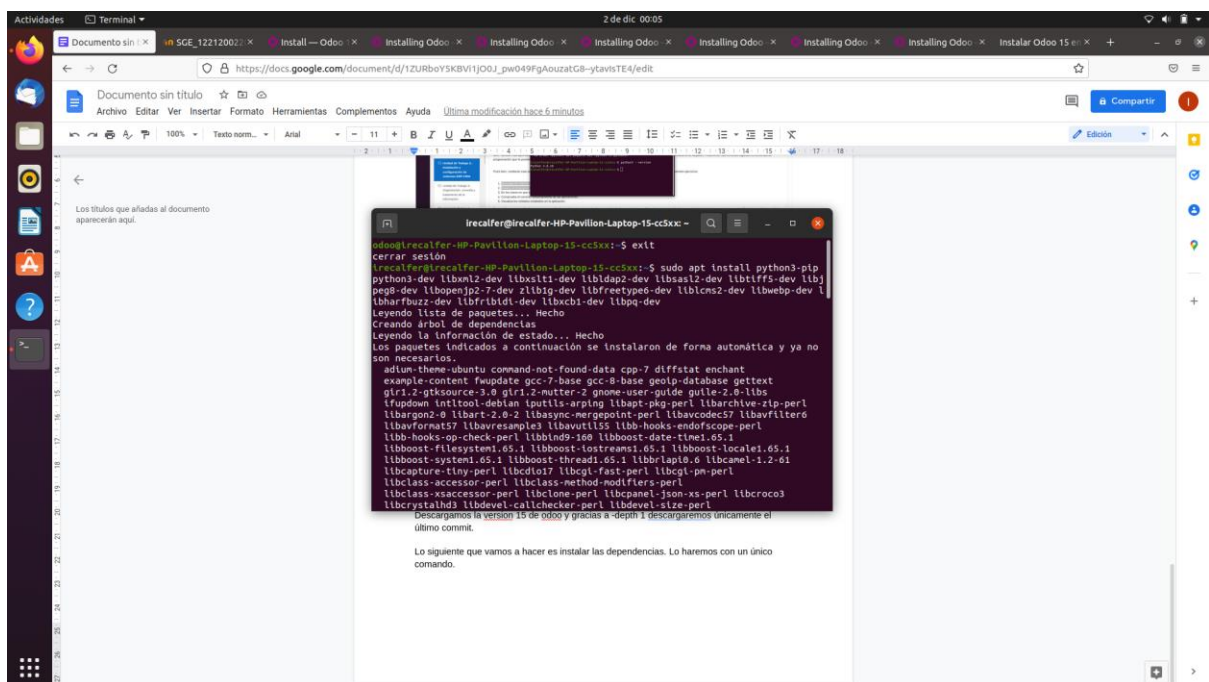 Actividades Terminal 2 de dic 00:05
Documento sin SGE_122120022 Install — Odoo Installing Odoo Installing Odoo Installing Odoo Installing Odoo Installing Odoo Installing Odoo Instalar Odoo 15 en
https://docs.google.com/document/d/1ZURboY5KBVi1jO0J_pw049FgAouzatG8--ytavIsTE4/edit
Documento sin título
Archivo Editar Ver Insertar Formato Herramientas Complementos Ayuda Última modificación hace 6 minutos
Compartir
100% Texto norm... Arial 11 Edición
Los títulos que añadas al documento
aparecerán aquí.
irecalfer@irecalfer-HP-Pavilion-Laptop-15-cc5xx: ~
odoo@irecalfer-HP-Pavilion-Laptop-15-cc5xx:~$ exit
cerrar sesión
irecalfer@irecalfer-HP-Pavilion-Laptop-15-cc5xx:~$ sudo apt install python3-pip
python3-dev libxml2-dev libxslt1-dev libldap2-dev libsasl2-dev libtiff5-dev libj
peg8-dev libopenjp2-7-dev zlib1g-dev libfreetype6-dev liblcms2-dev libwebp-dev l
ibharfbuzz-dev libfribidi-dev libxcb1-dev libpq-dev
Leyendo lista de paquetes... Hecho
Creando árbol de dependencias
Leyendo la información de estado... Hecho
Los paquetes indicados a continuación se instalaron de forma automática y ya no
son necesarios.
adium-theme-ubuntu command-not-found-data cpp-7 diffstat enchant
example-content fwupdate gcc-7-base gcc-8-base geoip-database gettext
gir1.2-gtksource-3.0 gir1.2-mutter-2 gnome-user-guide guile-2.0-libs
ifupdown intltool-debian iputils-arping libapt-pkg-perl libarchive-zip-perl
libargon2-0 libart-2.0-2 libasync-mergepoint-perl libavcodec57 libavfilter6
libavformat57 libavresample3 libavutil55 libb-hooks-endofscope-perl
libb-hooks-op-check-perl libbind9-160 libboost-date-time1.65.1
libboost-filesystem1.65.1 libboost-iostreams1.65.1 libboost-locale1.65.1
libboost-system1.65.1 libboost-thread1.65.1 libbrlapi0.6 libcamel-1.2-61
libcapture-tiny-perl libcdio17 libcgi-fast-perl libcgi-pm-perl
libclass-accessor-perl libclass-method-modifiers-perl
libclass-xsaccessor-perl libclone-perl libcpanel-json-xs-perl libcroco3
libcrystalhd3 libdevel-callchecker-perl libdevel-size-perl
Descargamos la version 15 de odoo y gracias a -depth 1 descargaremos únicamente el
último commit.
Lo siguiente que vamos a hacer es instalar las dependencias. Lo haremos con un único
comando.